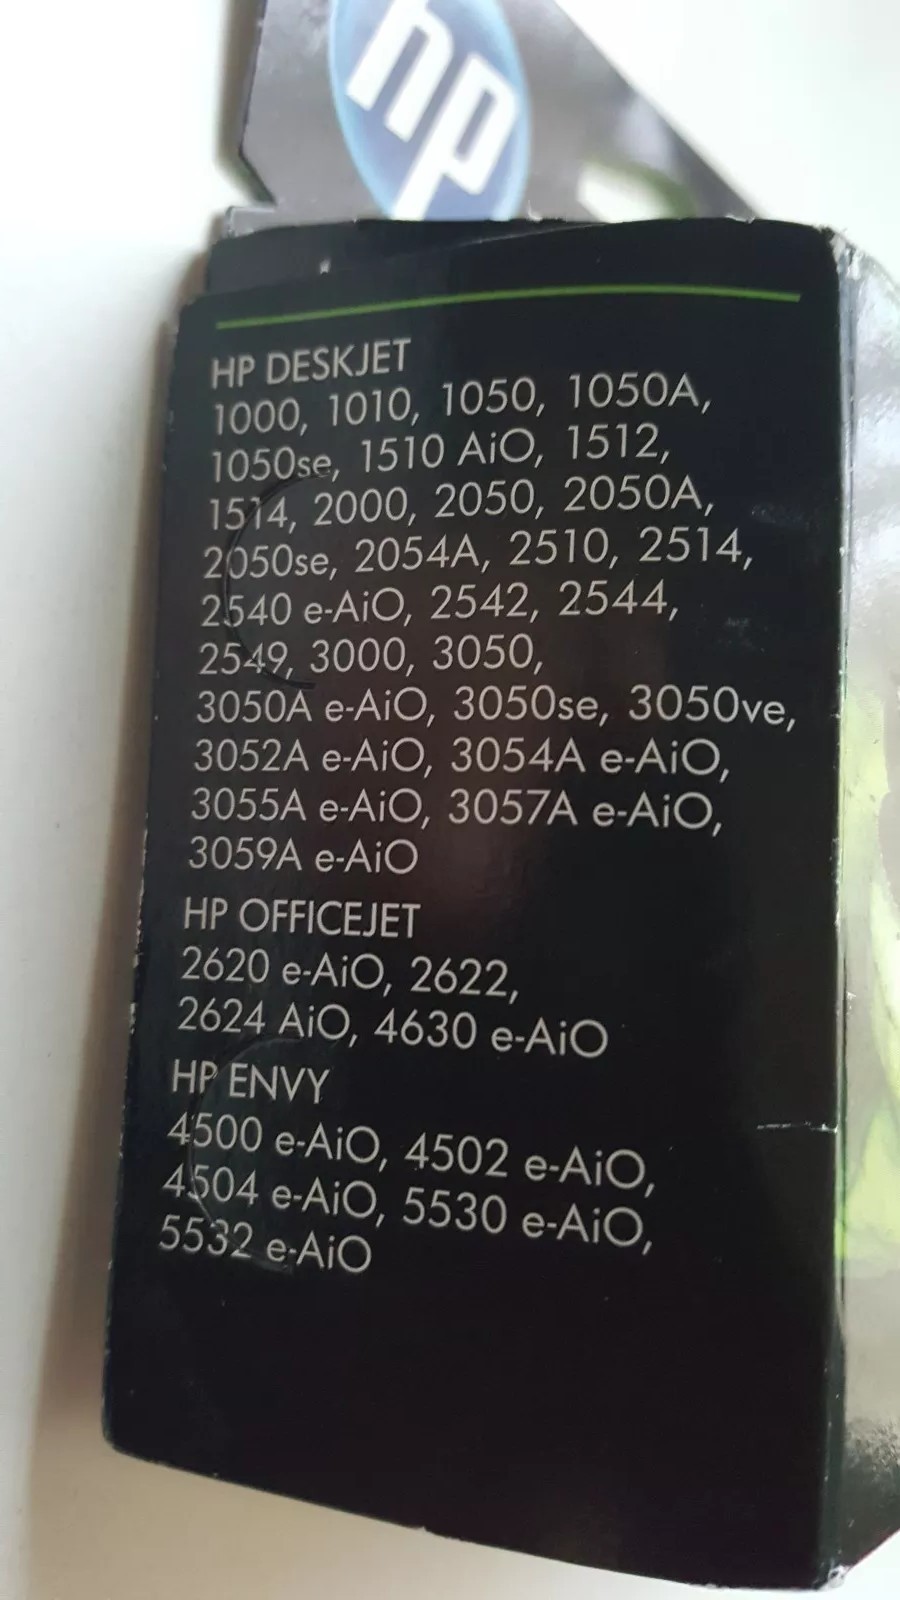 hp
HP DESKJET
1000, 1010, 1050, 1050A,
1050se, 1510 AiO, 1512,
1514, 2000, 2050, 2050A,
2050se, 2054A, 2510, 2514,
2540 e-AiO, 2542, 2544,
2549, 3000, 3050,
3050A e-AiO, 3050se, 3050ve,
3052A e-AiO, 3054A e-AiO,
3055A e-AiO, 3057A e-AiO,
3059A e-AiO
HP OFFICEJET
2620 e-AiO, 2622,
2624 AiO, 4630 e-AiO
HP ENVY
4500 e-AiO, 4502 e-AiO,
4504 e-AiO, 5530 e-AiO,
5532 e-AiO